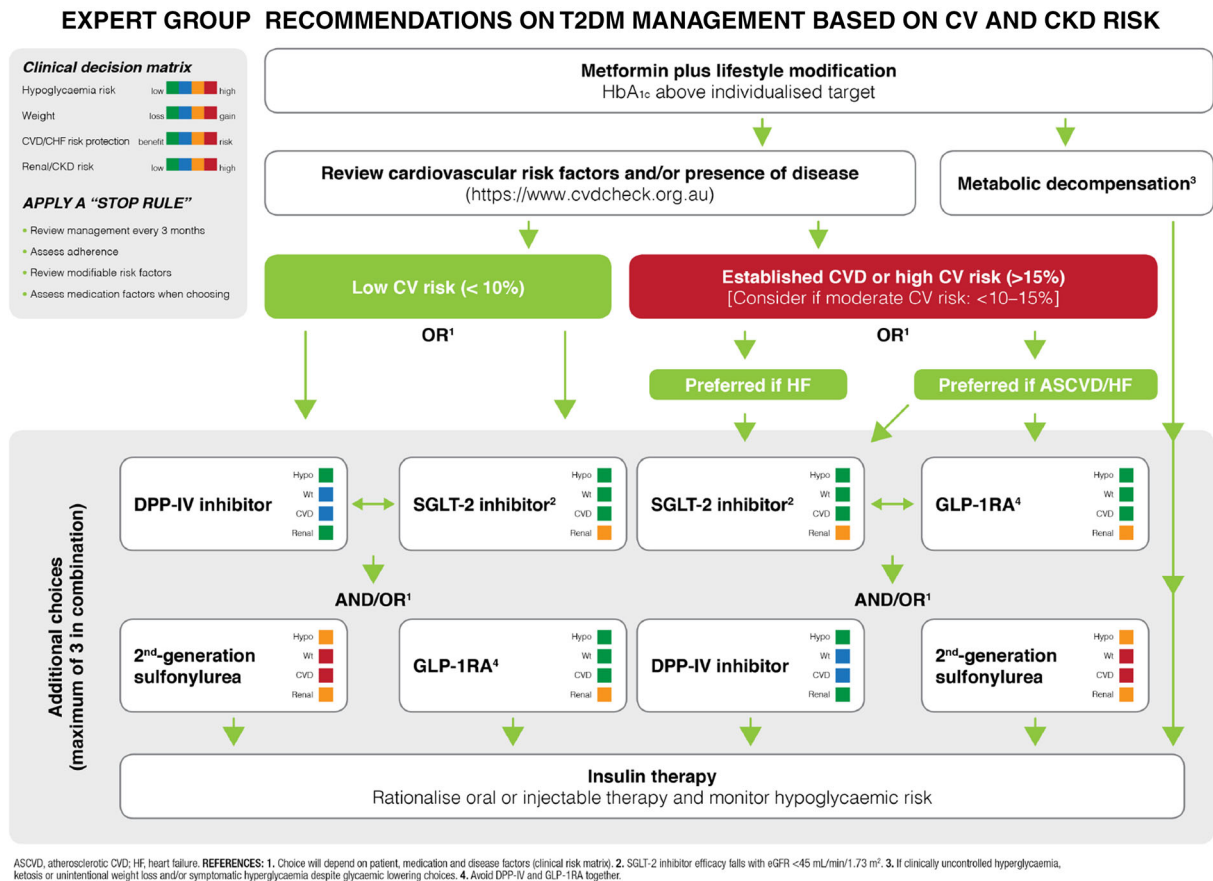 EXPERT GROUP RECOMMENDATIONS ON T2DM MANAGEMENT BASED ON CV AND CKD RISK
Clinical decision matrix
Hypoglycaemia risk low high
Weight loss gain
CVD/CHF risk protection benefit risk
Renal/CKD risk low high
APPLY A “STOP RULE”
• Review management every 3 months
• Assess adherence
• Review modifiable risk factors
• Assess medication factors when choosing
Metformin plus lifestyle modification
HbA1c above individualised target
Review cardiovascular risk factors and/or presence of disease
(https://www.cvdcheck.org.au)
Metabolic decompensation³
Low CV risk (< 10%)
Established CVD or high CV risk (>15%)
[Consider if moderate CV risk: <10–15%]
OR¹
OR¹
Preferred if HF
Preferred if ASCVD/HF
Additional choices
(maximum of 3 in combination)
DPP-IV inhibitor
Hypo
Wt
CVD
Renal
SGLT-2 inhibitor²
Hypo
Wt
CVD
Renal
SGLT-2 inhibitor²
Hypo
Wt
CVD
Renal
GLP-1RA⁴
Hypo
Wt
CVD
Renal
AND/OR¹
AND/OR¹
2nd-generation
sulfonylurea
Hypo
Wt
CVD
Renal
GLP-1RA⁴
Hypo
Wt
CVD
Renal
DPP-IV inhibitor
Hypo
Wt
CVD
Renal
2nd-generation
sulfonylurea
Hypo
Wt
CVD
Renal
Insulin therapy
Rationalise oral or injectable therapy and monitor hypoglycaemic risk
ASCVD, atherosclerotic CVD; HF, heart failure. REFERENCES: 1. Choice will depend on patient, medication and disease factors (clinical risk matrix). 2. SGLT-2 inhibitor efficacy falls with eGFR <45 mL/min/1.73 m². 3. If clinically uncontrolled hyperglycaemia,
ketosis or unintentional weight loss and/or symptomatic hyperglycaemia despite glycaemic lowering choices. 4. Avoid DPP-IV and GLP-1RA together.